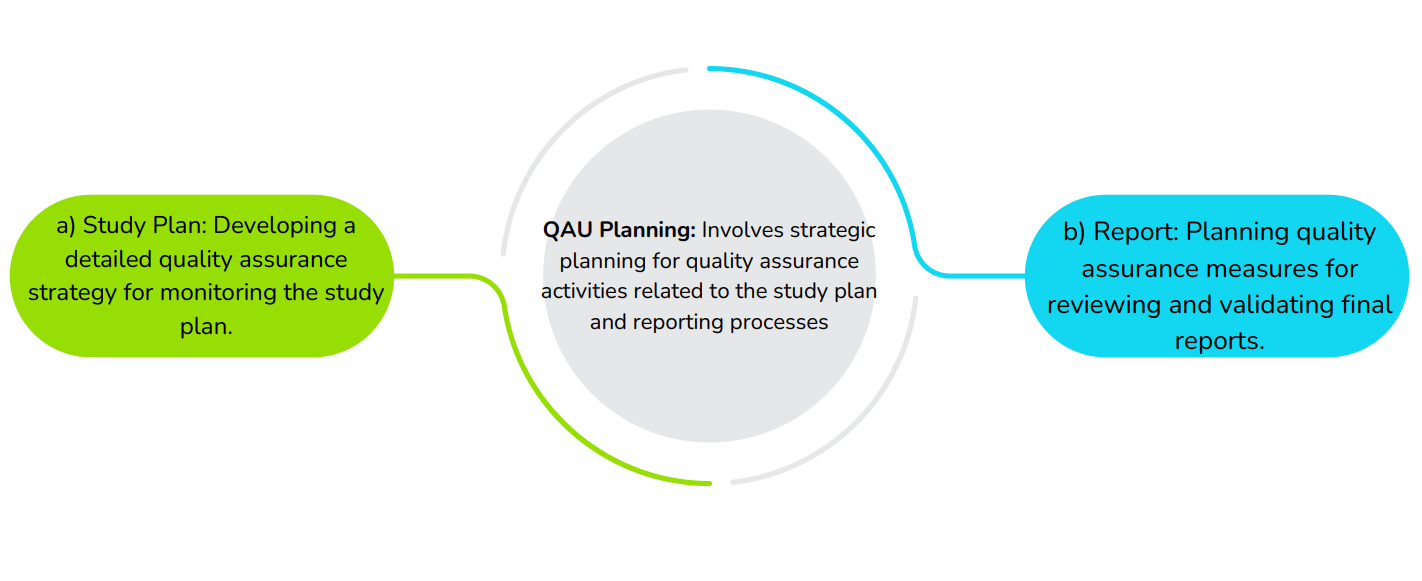 a) Study Plan: Developing a
detailed quality assurance
strategy for monitoring the study
plan.
QAU Planning: Involves strategic
planning for quality assurance
activities related to the study plan
and reporting processes
b) Report: Planning quality
assurance measures for
reviewing and validating final
reports.